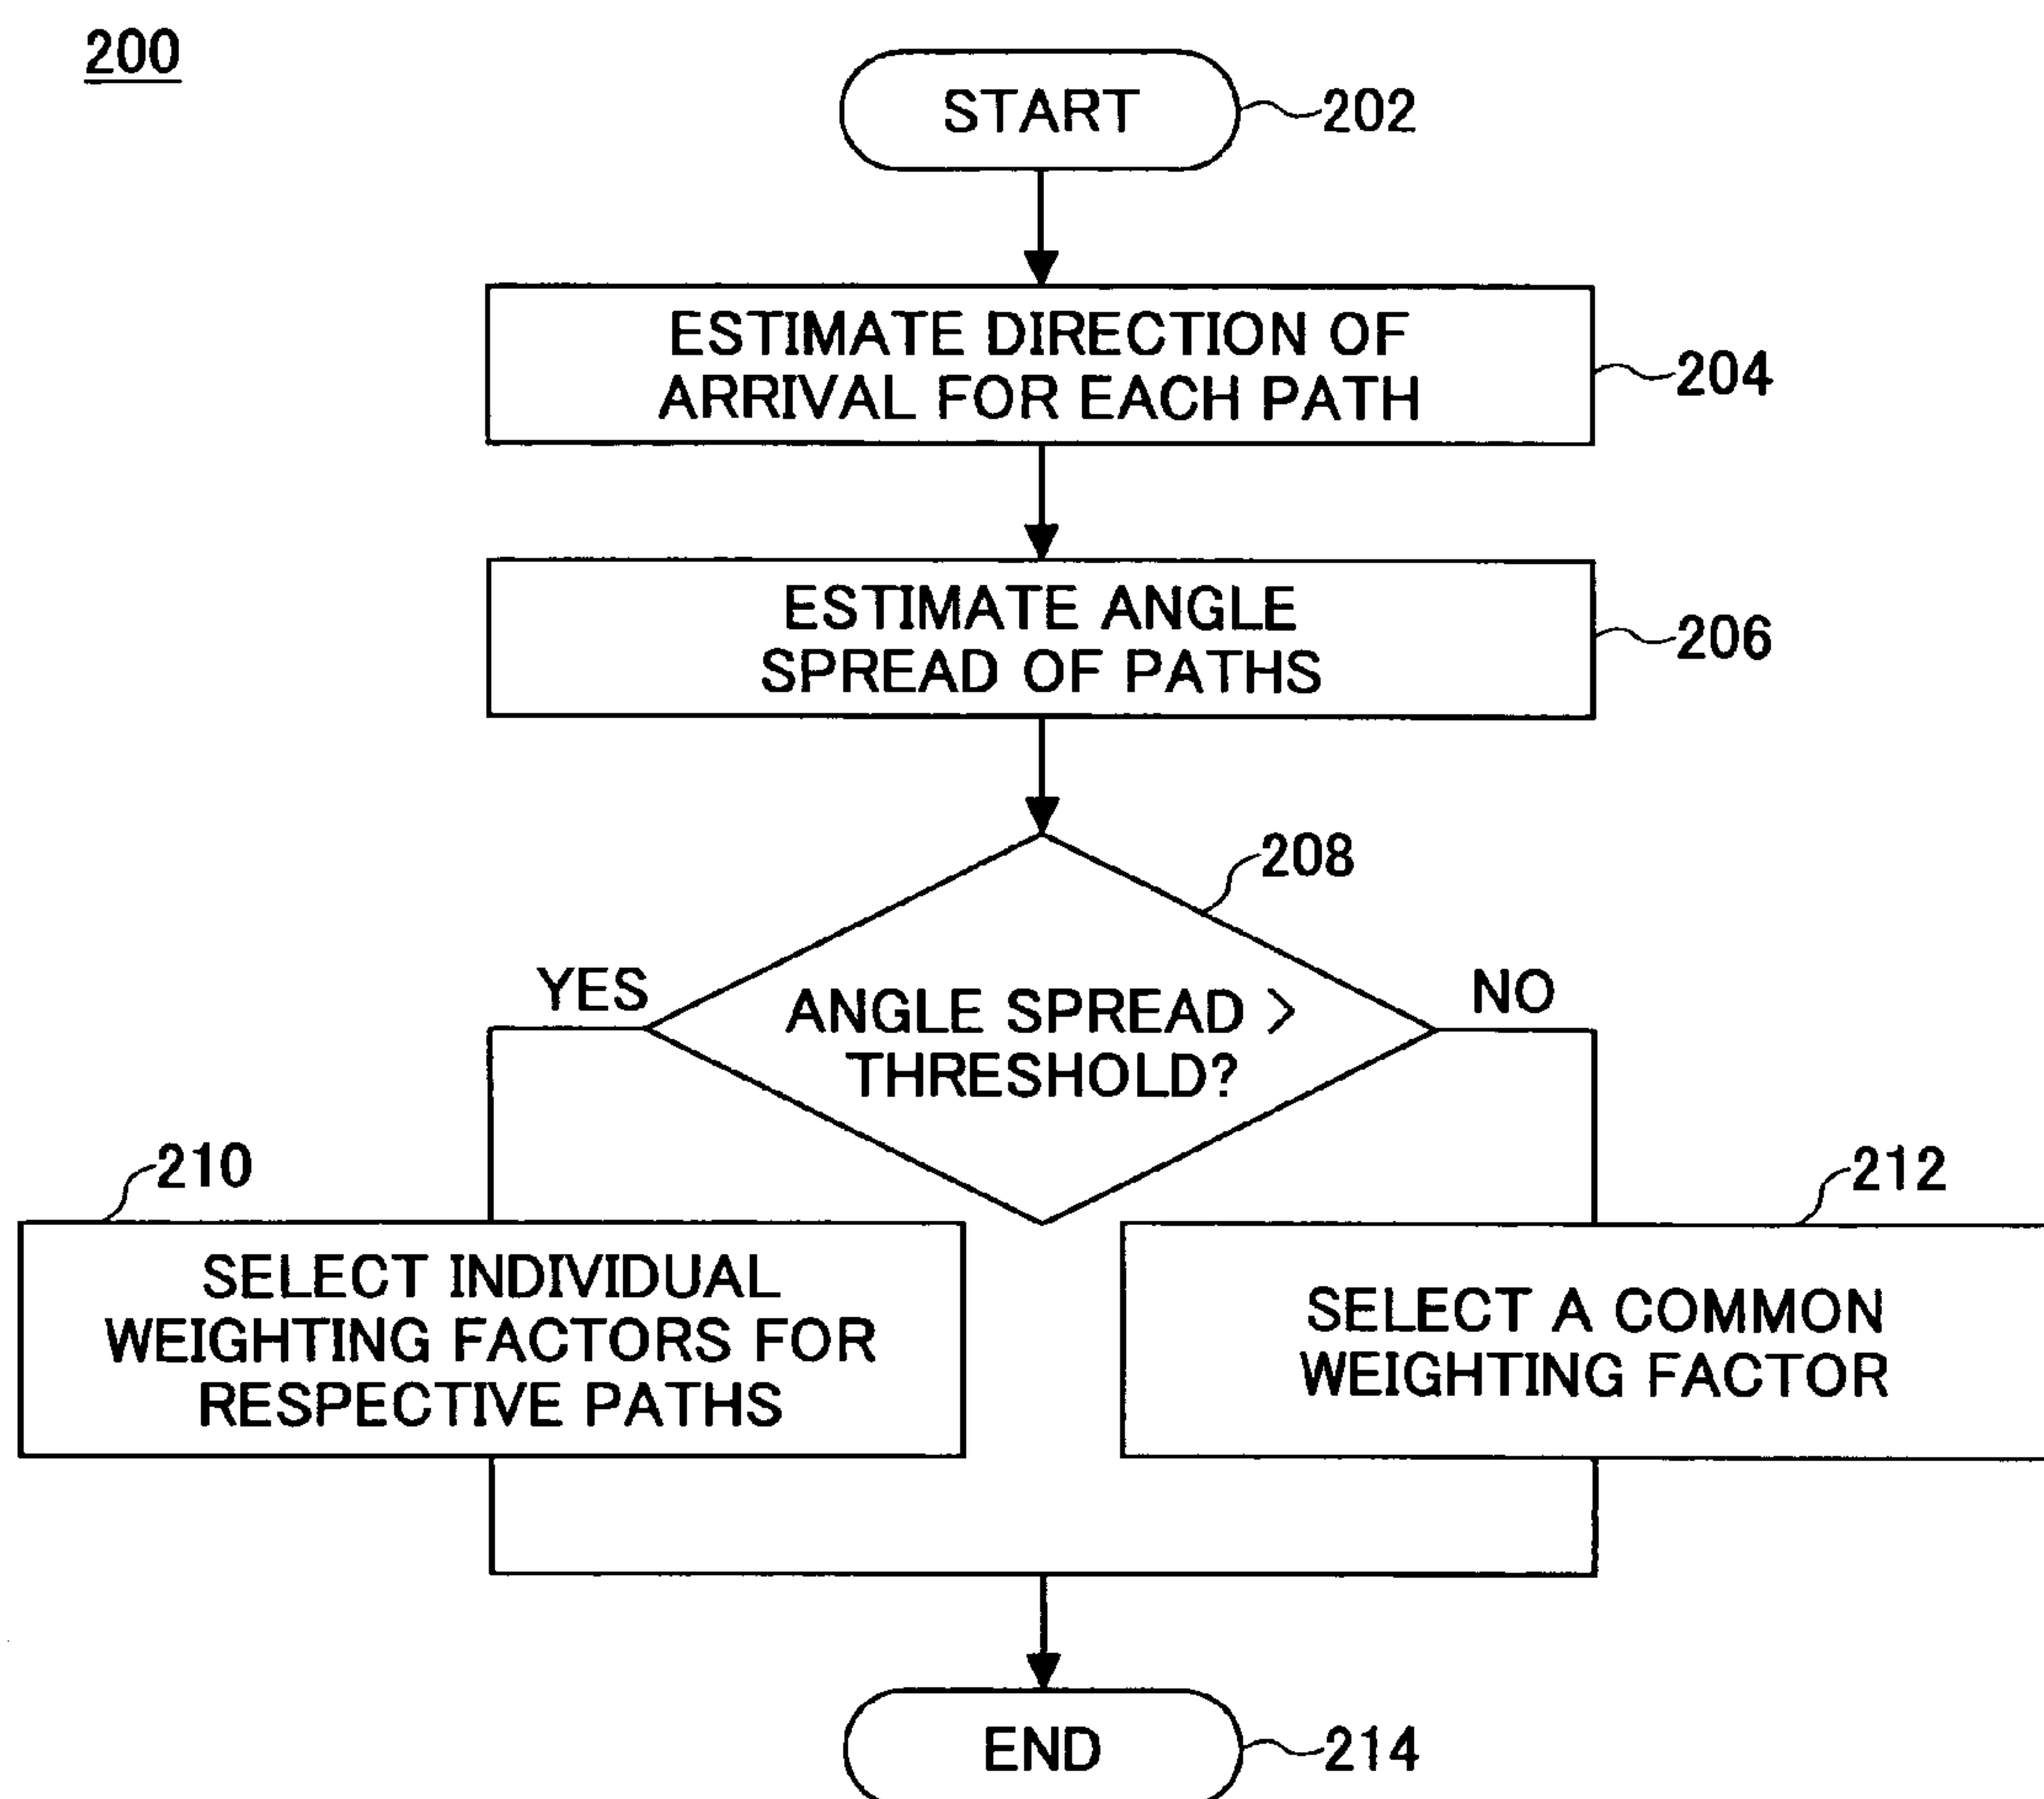 200
START
202
ESTIMATE DIRECTION OF
ARRIVAL FOR EACH PATH
204
ESTIMATE ANGLE
SPREAD OF PATHS
206
208
YES
ANGLE SPREAD >
THRESHOLD?
NO
210
SELECT INDIVIDUAL
WEIGHTING FACTORS FOR
RESPECTIVE PATHS
212
SELECT A COMMON
WEIGHTING FACTOR
END
214